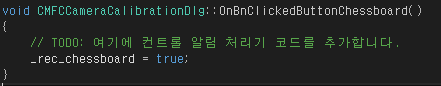 void CMFCCameraCalibrationDlg::OnBnClickedButtonChessboard()
{
// TODO: 여기에 컨트롤 알림 처리기 코드를 추가합니다.
_rec_chessboard = true;
}